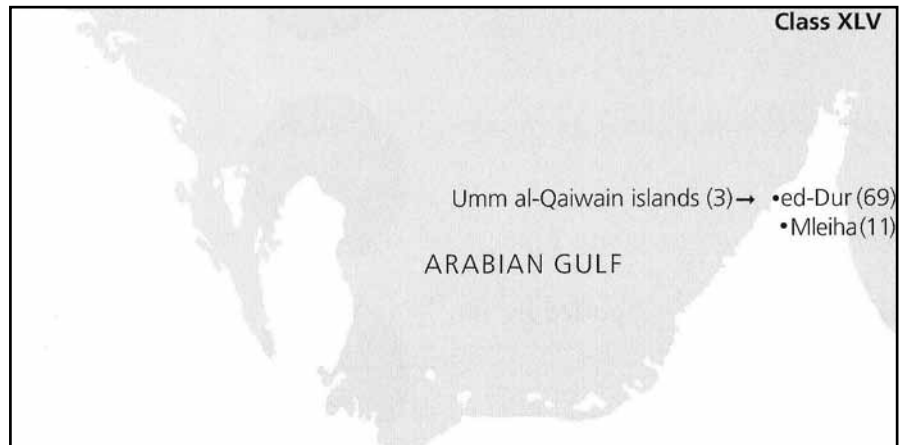 Class XLV
Umm al-Qaiwain islands (3)→ •ed-Dur (69)
•Mleiha (11)
ARABIAN GULF